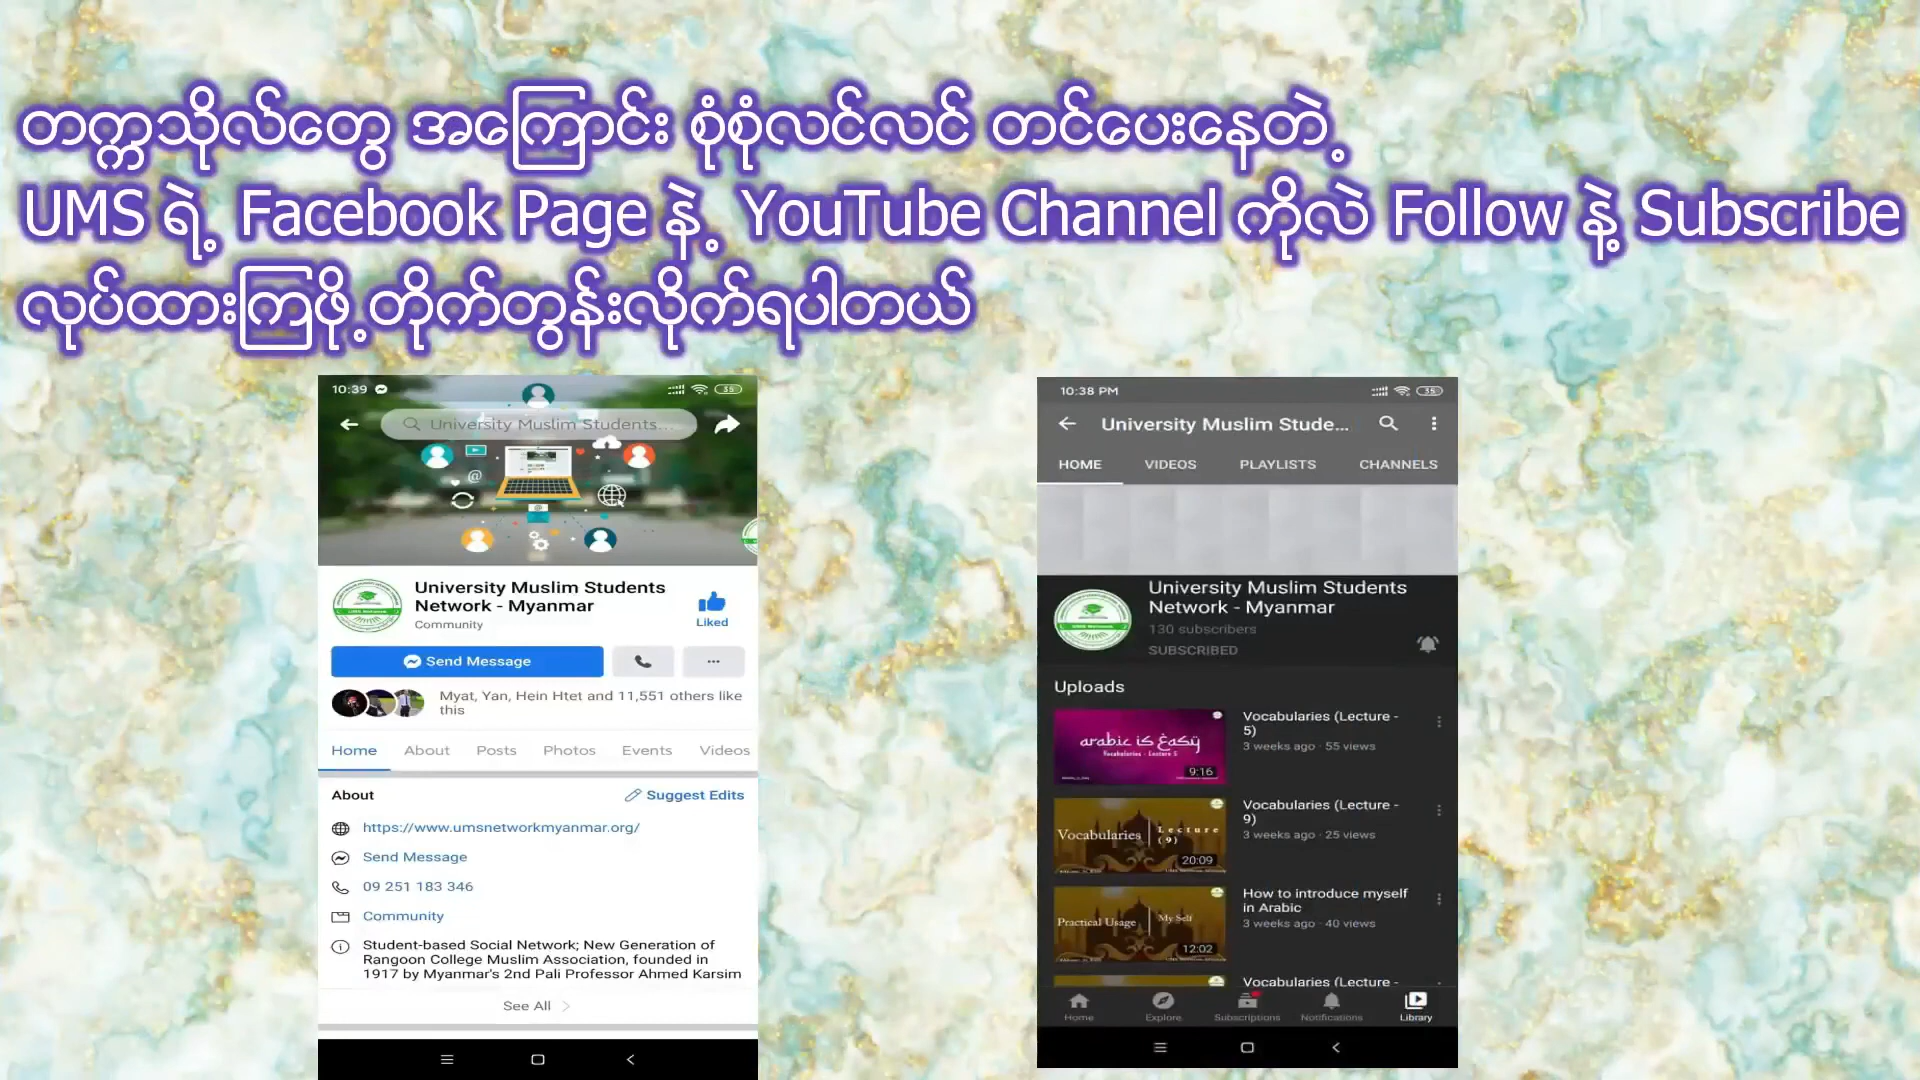 တက္ကသိုလ်တွေ အကြောင်း စုံစုံလင်လင် တင်ပေးနေတဲ့
UMS ရဲ့ Facebook Page နဲ့ YouTube Channel ကိုလဲ Follow နဲ့ Subscribe
လုပ်ထားကြဖို့တိုက်တွန်းလိုက်ရပါတယ်
10:39
35
University Muslim Students...
University Muslim Students
Network - Myanmar
Community
Liked
Send Message
Myat, Yan, Hein Htet and 11,551 others like
this
Home About Posts Photos Events Videos
About
Suggest Edits
https://www.umsnetworkmyanmar.org/
Send Message
09 251 183 346
Community
Student-based Social Network; New Generation of
Rangoon College Muslim Association, founded in
1917 by Myanmar's 2nd Pali Professor Ahmed Karsim
See All
10:38 PM
35
University Muslim Stude...
HOME VIDEOS PLAYLISTS CHANNELS
University Muslim Students
Network - Myanmar
130 subscribers
SUBSCRIBED
Uploads
arabic is Easy
Vocabularies - Lecture 5
9:16
Vocabularies (Lecture -
5)
3 weeks ago · 55 views
Vocabularies
Lecture
(9)
20:09
Vocabularies (Lecture -
9)
3 weeks ago · 25 views
Practical Usage
My Self
12:02
How to introduce myself
in Arabic
3 weeks ago · 40 views
Vocabularies (Lecture -
Home Explore Subscriptions Notifications Library